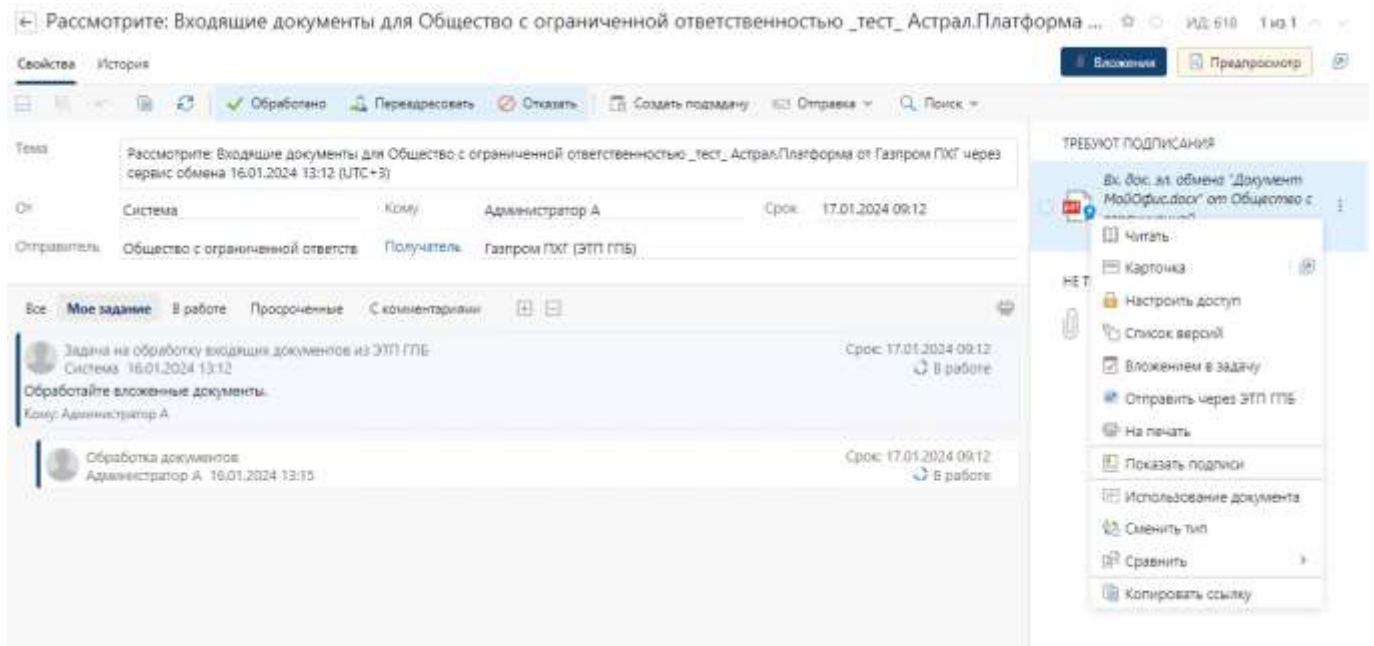 Рассмотрите: Входящие документы для Общество с ограниченной ответственностью _тест_ Астрал.Платформа ... ИД: 618 1 из 1
Свойства История
Вложения Предпросмотр
Обработано Переадресовать Отказать Создать подзадачу Отправка Поиск
Тема
Рассмотрите: Входящие документы для Общество с ограниченной ответственностью _тест_ Астрал.Платформа от Газпром ПХГ через
сервис обмена 16.01.2024 13:12 (UTC+3)
От Система Кому Администратор А Срок 17.01.2024 09:12
Отправитель Общество с ограниченной ответств Получатель Газпром ПХГ (ЭТП ГПБ)
Все Мое задание В работе Просроченные С комментариями
Задача на обработку входящих документов из ЭТП ГПБ Срок: 17.01.2024 09:12
Система 16.01.2024 13:12 В работе
Обработайте вложенные документы.
Кому: Администратор А
Обработка документов Срок: 17.01.2024 09:12
Администратор А 16.01.2024 13:15 В работе
ТРЕБУЮТ ПОДПИСАНИЯ
Вх. док. эл. обмена "Документ
МойОфис.docx" от Общество с
НЕ Т
Читать
Карточка
Настроить доступ
Список версий
Вложением в задачу
Отправить через ЭТП ГПБ
На печать
Показать подписи
Использование документа
Сменить тип
Сравнить
Копировать ссылку